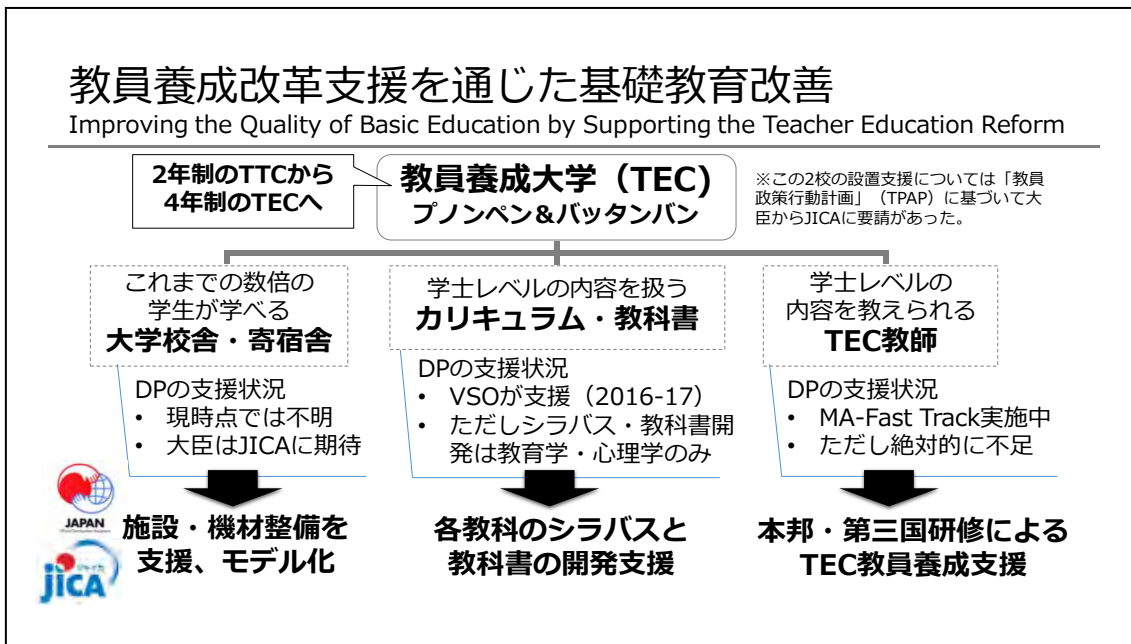 教員養成改革支援を通じた基礎教育改善
Improving the Quality of Basic Education by Supporting the Teacher Education Reform
2年制のTTCから
4年制のTECへ
教員養成大学（TEC)
プノンペン＆バッタンバン
※この2校の設置支援については「教員
政策行動計画」（TPAP）に基づいて大
臣からJICAに要請があった。
これまでの数倍の
学生が学べる
大学校舎・寄宿舎
DPの支援状況
• 現時点では不明
• 大臣はJICAに期待
施設・機材整備を
支援、モデル化
学士レベルの内容を扱う
カリキュラム・教科書
DPの支援状況
• VSOが支援（2016-17）
• ただしシラバス・教科書開
発は教育学・心理学のみ
各教科のシラバスと
教科書の開発支援
学士レベルの
内容を教えられる
TEC教師
DPの支援状況
• MA-Fast Track実施中
• ただし絶対的に不足
本邦・第三国研修による
TEC教員養成支援
JAPAN
jICA